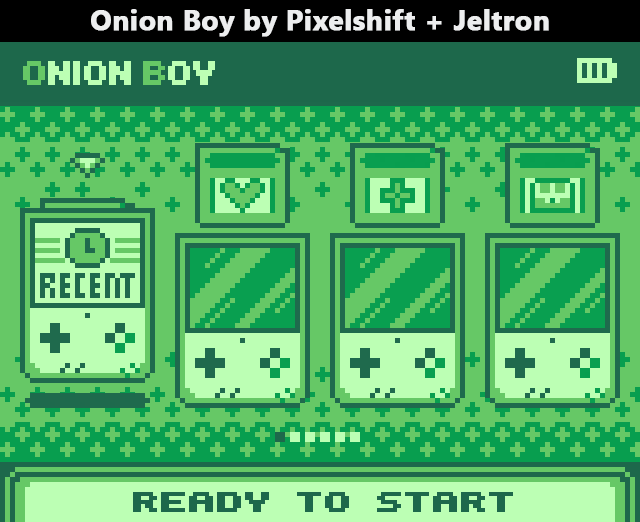 Onion Boy by Pixelshift + Jeltron
ONION BOY
RECENT
READY TO START